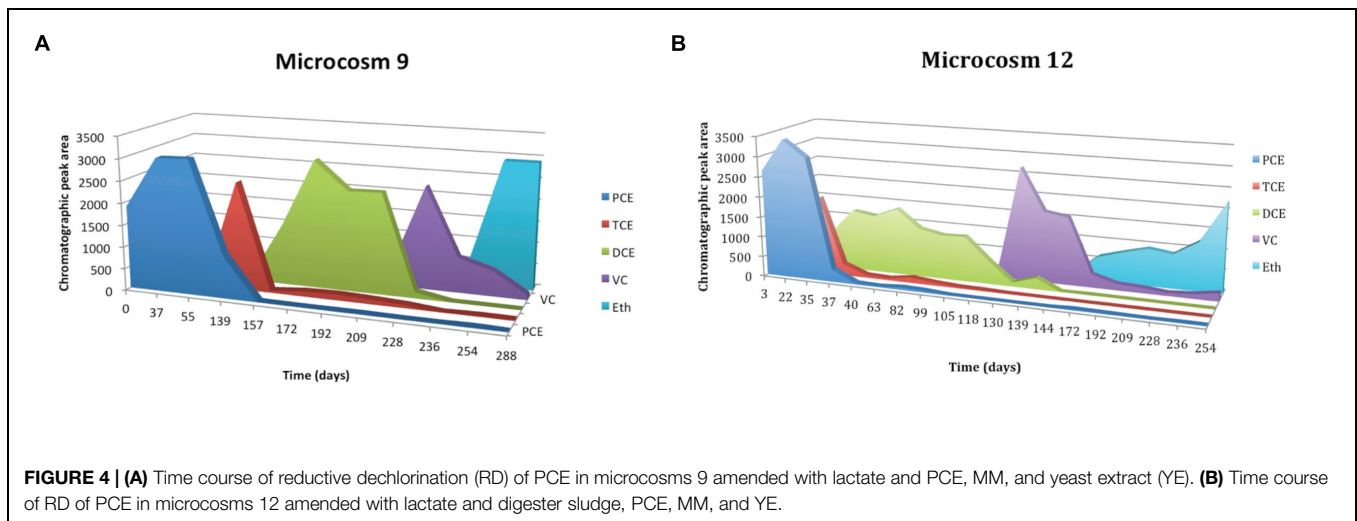 A
Microcosm 9
Chromatographic peak area
3500
3000
2500
2000
1500
1000
500
0
0 37 55 139 157 172 192 209 228 236 254 288
Time (days)
VC
PCE
PCE
TCE
DCE
VC
Eth
B
Microcosm 12
Chromatographic peak area
3500
3000
2500
2000
1500
1000
500
0
3 22 35 37 40 63 82 99 105 118 130 139 144 172 192 209 228 236 254
Time (days)
PCE
TCE
DCE
VC
Eth
FIGURE 4 | (A) Time course of reductive dechlorination (RD) of PCE in microcosms 9 amended with lactate and PCE, MM, and yeast extract (YE). (B) Time course
of RD of PCE in microcosms 12 amended with lactate and digester sludge, PCE, MM, and YE.